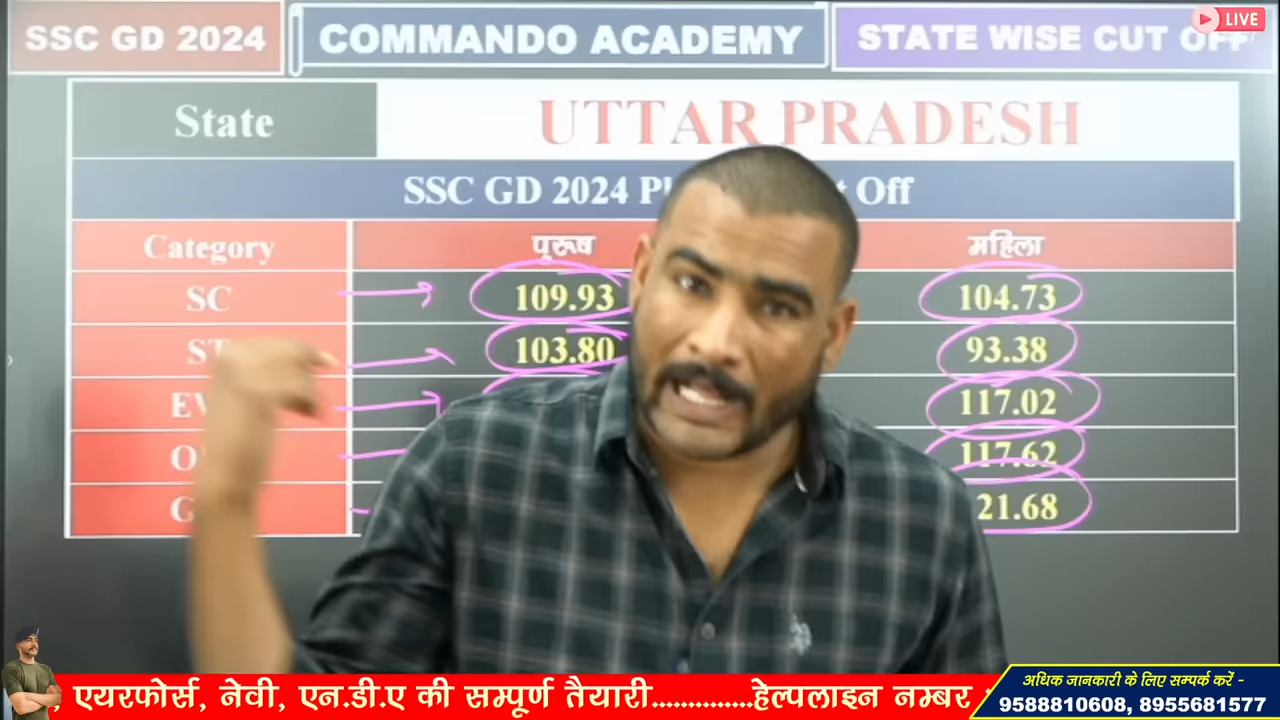 SSC GD 2024
COMMANDO ACADEMY
STATE WISE CUT OFF
LIVE
State
UTTAR PRADESH
SSC GD 2024 Off
Category पुरूष महिला
SC 109.93 104.73
103.80 93.38
117.02
117.62
21.68
, एयरफोर्स, नेवी, एन.डी.ए की सम्पूर्ण तैयारी...............हेल्पलाइन नम्बर
अधिक जानकारी के लिए सम्पर्क करें -
9588810608, 8955681577